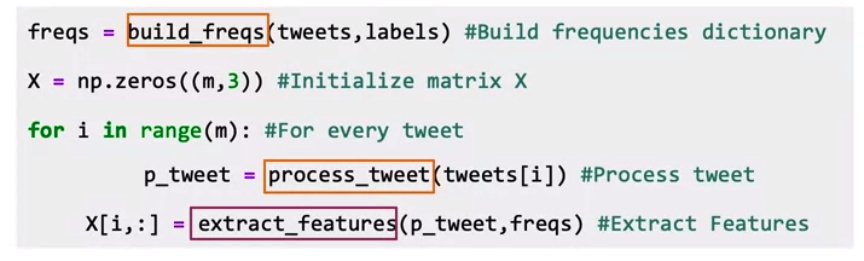 freqs = build_freqs(tweets,labels) #Build frequencies dictionary
X = np.zeros((m,3)) #Initialize matrix X
for i in range(m): #For every tweet
p_tweet = process_tweet(tweets[i]) #Process tweet
X[i,:] = extract_features(p_tweet,freqs) #Extract Features